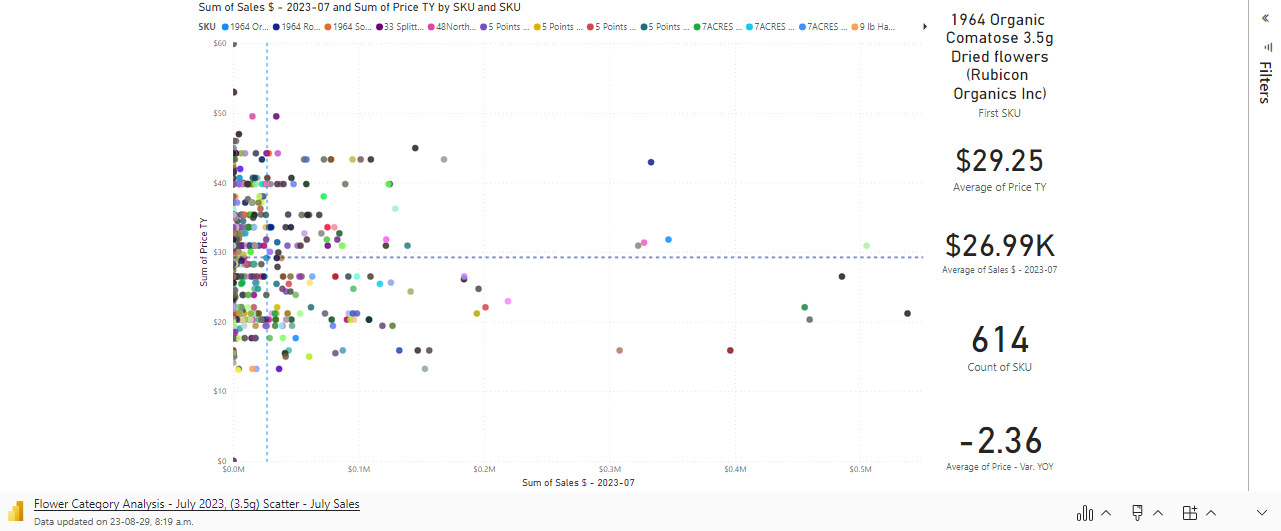 Sum of Sales $ - 2023-07 and Sum of Price TY by SKU and SKU
SKU 1964 Or... 1964 Ro... 1964 So... 33 Splitt... 48North... 5 Points ... 5 Points ... 5 Points ... 5 Points ... 7ACRES ... 7ACRES ... 7ACRES ... 9 lb Ha...
$60
$50
$40
$30
$20
$10
$0
Sum of Price TY
$0.0M $0.1M $0.2M $0.3M $0.4M $0.5M
Sum of Sales $ - 2023-07
1964 Organic
Comatose 3.5g
Dried flowers
(Rubicon
Organics Inc)
First SKU
$29.25
Average of Price TY
$26.99K
Average of Sales $ - 2023-07
614
Count of SKU
-2.36
Average of Price - Var. YOY
Filters
Flower Category Analysis - July 2023, (3.5g) Scatter - July Sales
Data updated on 23-08-29, 8:19 a.m.